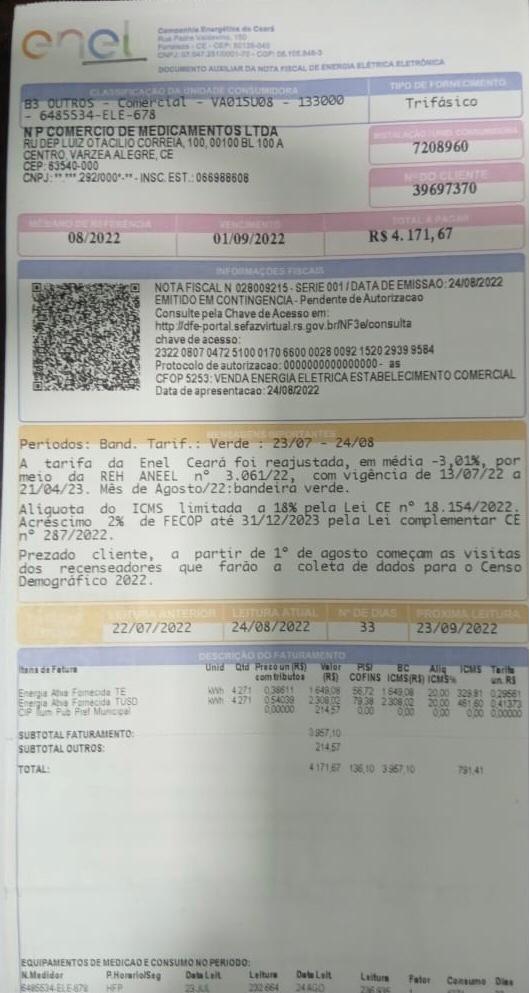 enel
Companhia Energética do Ceará
Rua Padre Valdevino, 150
Fortaleza - CE - CEP: 60135-040
CNPJ: 07.047.251/0001-70 - CGF: 06.105.848-3
DOCUMENTO AUXILIAR DA NOTA FISCAL DE ENERGIA ELÉTRICA ELETRÔNICA
CLASSIFICAÇÃO DA UNIDADE CONSUMIDORA
TIPO DE FORNECIMENTO
B3 OUTROS - Comercial - VA015U08 - 133000
- 6485534-ELE-678
Trifásico
N P COMERCIO DE MEDICAMENTOS LTDA
RU DEP LUIZ OTACILIO CORREIA, 100, 00100 BL 100 A
CENTRO, VARZEA ALEGRE, CE
CEP: 63540-000
CNPJ: **.***.292/000*-** - INSC. EST.: 066988608
INSTALAÇÃO / UNID. CONSUMIDORA
7208960
Nº DO CLIENTE
39697370
MÊS/ANO DE REFERÊNCIA
VENCIMENTO
TOTAL A PAGAR
08/2022
01/09/2022
R$ 4.171,67
INFORMAÇÕES FISCAIS
NOTA FISCAL N 028009215 - SERIE 001 / DATA DE EMISSAO: 24/08/2022
EMITIDO EM CONTINGENCIA - Pendente de Autorizacao
Consulte pela Chave de Acesso em:
http://dfe-portal.sefazvirtual.rs.gov.br/NF3e/consulta
chave de acesso:
2322 0807 0472 5100 0170 6600 0028 0092 1520 2939 9584
Protocolo de autorizacao: 0000000000000000 - as
CFOP 5253: VENDA ENERGIA ELETRICA ESTABELECIMENTO COMERCIAL
Data de apresentacao: 24/08/2022
MENSAGENS IMPORTANTES
Periodos: Band. Tarif.: Verde : 23/07 - 24/08
A tarifa da Enel Ceará foi reajustada, em média -3,01%, por
meio da REH ANEEL nº 3.061/22, com vigência de 13/07/22 a
21/04/23. Mês de Agosto/22:bandeira verde.
Aliquota do ICMS limitada a 18% pela Lei CE nº 18.154/2022.
Acréscimo 2% de FECOP até 31/12/2023 pela Lei complementar CE
nº 287/2022.
Prezado cliente, a partir de 1º de agosto começam as visitas
dos recenseadores que farão a coleta de dados para o Censo
Demográfico 2022.
LEITURA ANTERIOR
LEITURA ATUAL
Nº DE DIAS
PRÓXIMA LEITURA
22/07/2022
24/08/2022
33
23/09/2022
DESCRIÇÃO DO FATURAMENTO
Itens de Fatura Unid Qtd Preco un (R$) com tributos Valor (R$) PIS/ COFINS BC ICMS(R$) Aliq ICMS% ICMS Tarifa un. R$
Energia Ativa Fornecida TE kWh 4.271 0,38611 1.649,08 56,72 1.649,08 20,00 329,81 0,29561
Energia Ativa Fornecida TUSD kWh 4.271 0,54039 2.308,02 79,38 2.308,02 20,00 461,60 0,41373
CIP Ilum Pub Pref Municipal 0,00000 214,57 0,00 0,00 0,00 0,00 0,00000
SUBTOTAL FATURAMENTO: 3.957,10
SUBTOTAL OUTROS: 214,57
TOTAL: 4.171,67 136,10 3.957,10 791,41
EQUIPAMENTOS DE MEDICAO E CONSUMO NO PERIODO:
N.Medidor P.Horario/Seg Data Leit. Leitura Data Leit. Leitura Fator Consumo Dias
6485534-ELE-678 HFP 23 JUL 232.664 24 AGO